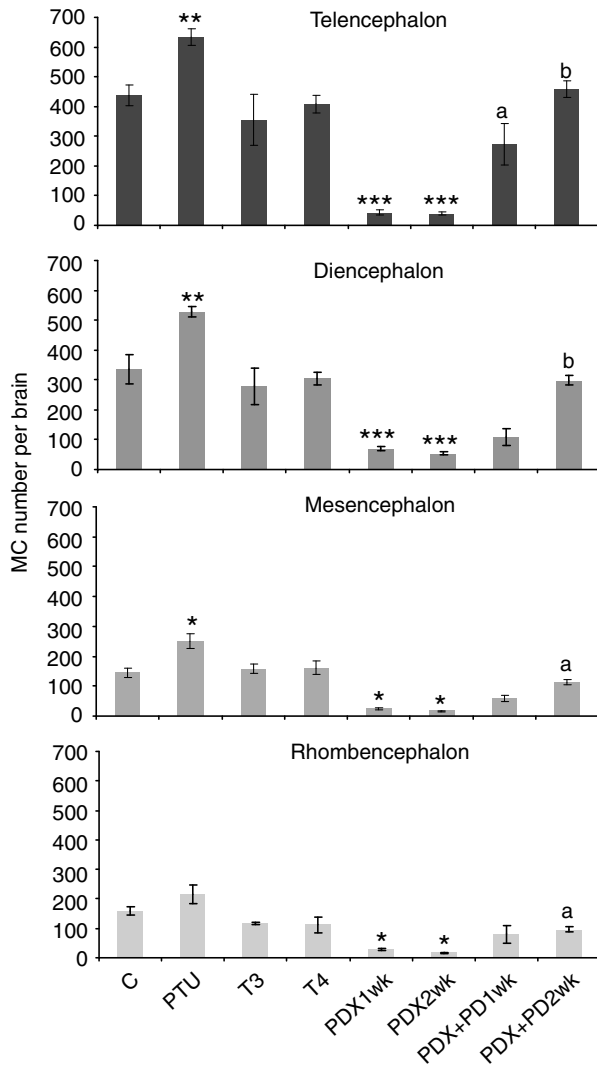 MC number per brain
Telencephalon
700
600
500
400
300
200
100
0
**
***
***
a
b
Diencephalon
700
600
500
400
300
200
100
0
**
***
***
b
Mesencephalon
700
600
500
400
300
200
100
0
*
*
*
a
Rhombencephalon
700
600
500
400
300
200
100
0
*
*
a
C
PTU
T3
T4
PDX1wk
PDX2wk
PDX+PD1wk
PDX+PD2wk